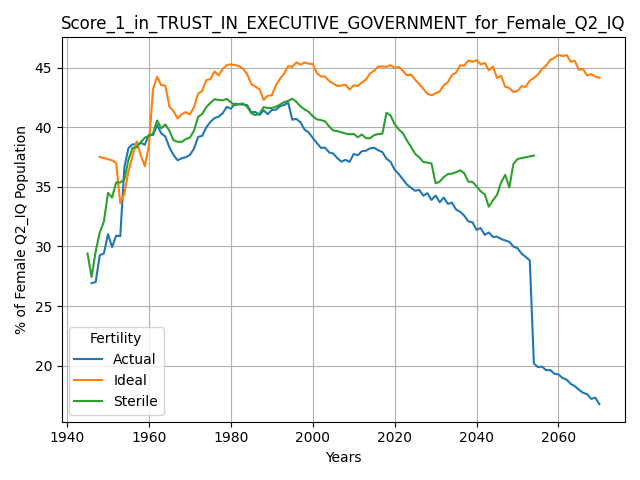 Score_1_in_TRUST_IN_EXECUTIVE_GOVERNMENT_for_Female_Q2_IQ
% of Female Q2_IQ Population
45
40
35
30
25
20
Fertility
Actual
Ideal
Sterile
1940 1960 1980 2000 2020 2040 2060
Years